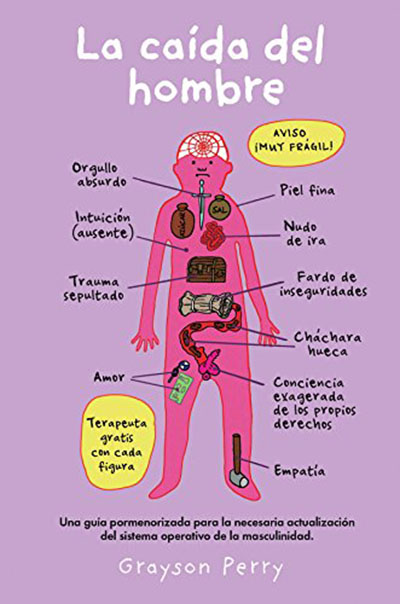 La caída del
hombre
AVISO
¡MUY FRÁGIL!
Orgullo
absurdo
Piel fina
AZÚCAR
SAL
Intuición
(ausente)
Nudo
de ira
Trauma
sepultado
Fardo de
inseguridades
Cháchara
hueca
Amor
Conciencia
exagerada
de los propios
derechos
Terapeuta
gratis
con cada
figura
Empatía
Una guía pormenorizada para la necesaria actualización
del sistema operativo de la masculinidad.
Grayson Perry